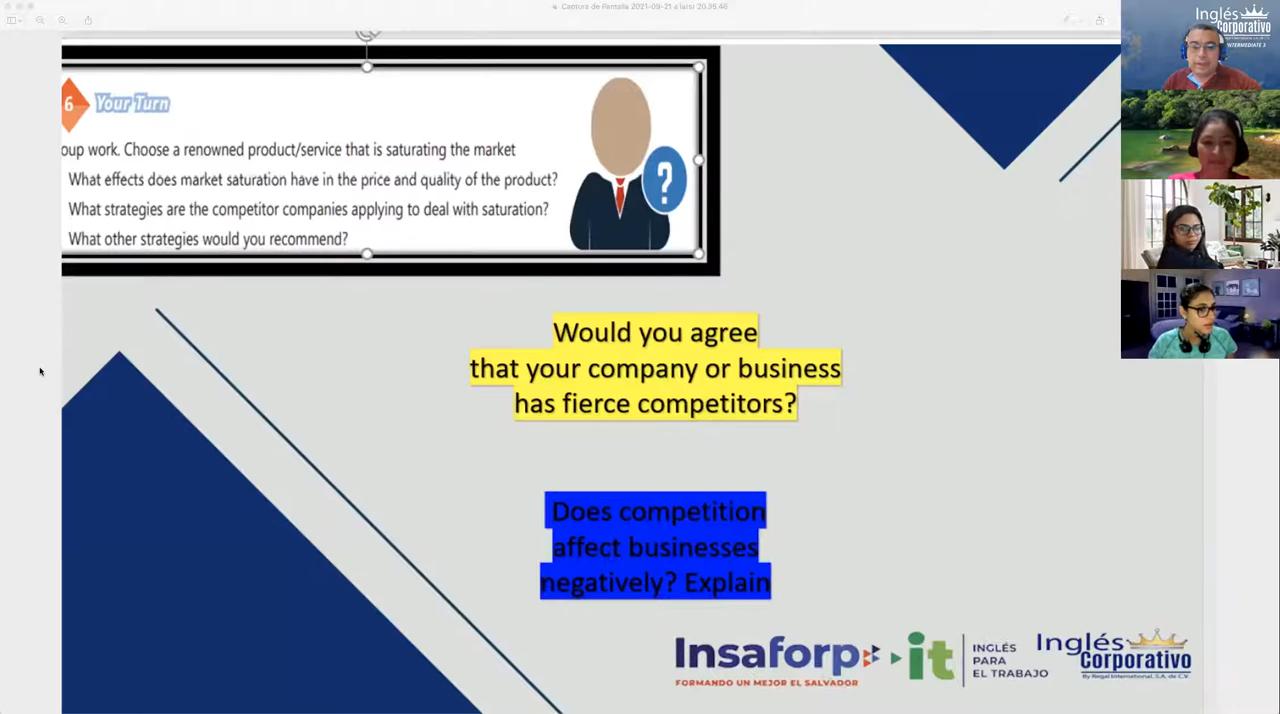 Captura de Pantalla 2021-09-21 a la(s) 20.35.46
Inglés
Corporativo
INTERMEDIATE 3
6 Your Turn
oup work. Choose a renowned product/service that is saturating the market
What effects does market saturation have in the price and quality of the product?
What strategies are the competitor companies applying to deal with saturation?
What other strategies would you recommend?
?
Would you agree
that your company or business
has fierce competitors?
Does competition
affect businesses
negatively? Explain
Insaforp
FORMANDO UN MEJOR EL SALVADOR
it
INGLÉS
PARA
EL TRABAJO
Inglés
Corporativo
By Regal International, S.A. de C.V.